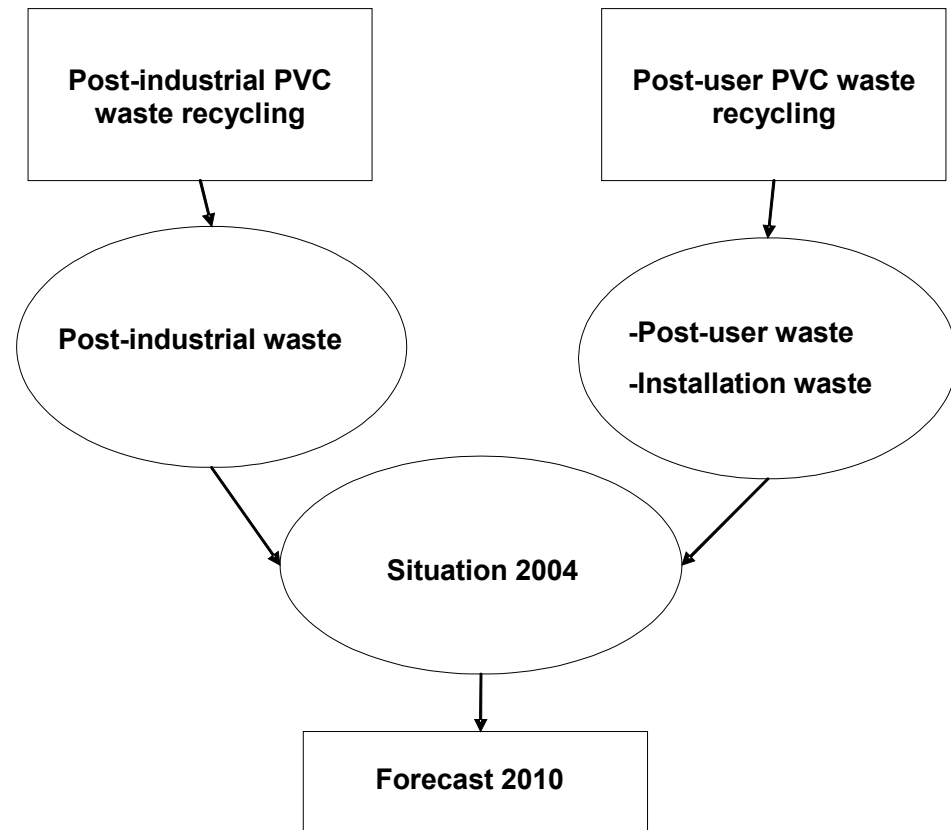 Post-industrial PVC
waste recycling
Post-user PVC waste
recycling
Post-industrial waste
-Post-user waste
-Installation waste
Situation 2004
Forecast 2010